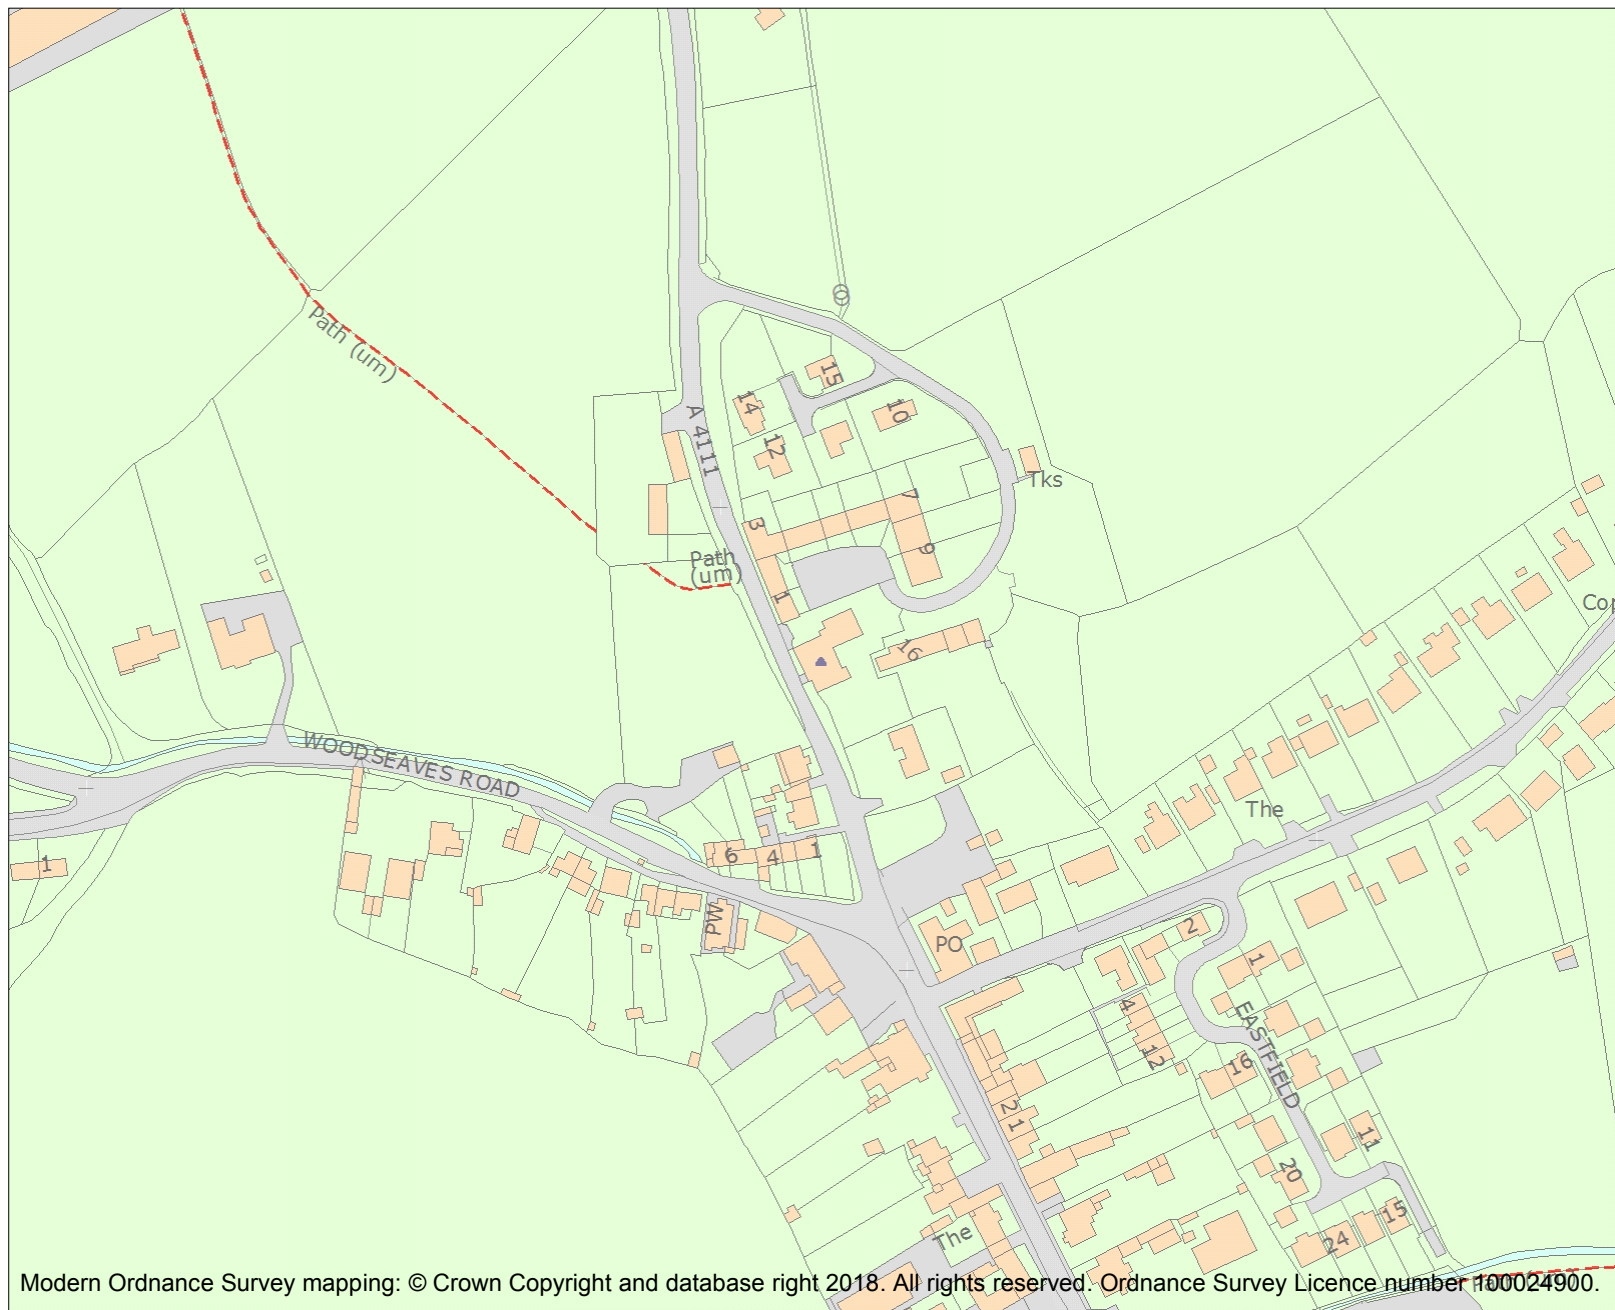 Path (um)
A 4111
15
14
10
12
Tks
7
3
9
Path
(um)
1
16
Cop
WOODSEAVES ROAD
The
6
4
1
1
PW
PO
2
1
4
EASTFIELD
12
16
21
11
20
15
24
The
Modern Ordnance Survey mapping: © Crown Copyright and database right 2018. All rights reserved. Ordnance Survey Licence number 100024900.